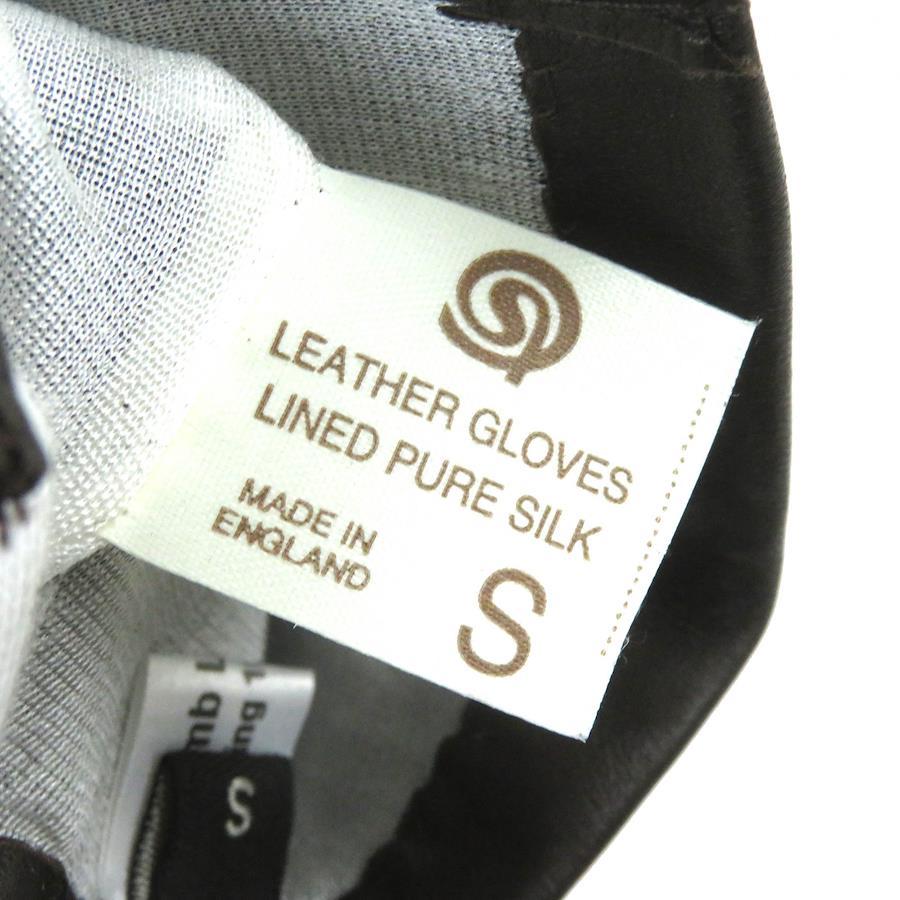 LEATHER GLOVES
LINED PURE SILK
MADE IN
ENGLAND
S
S